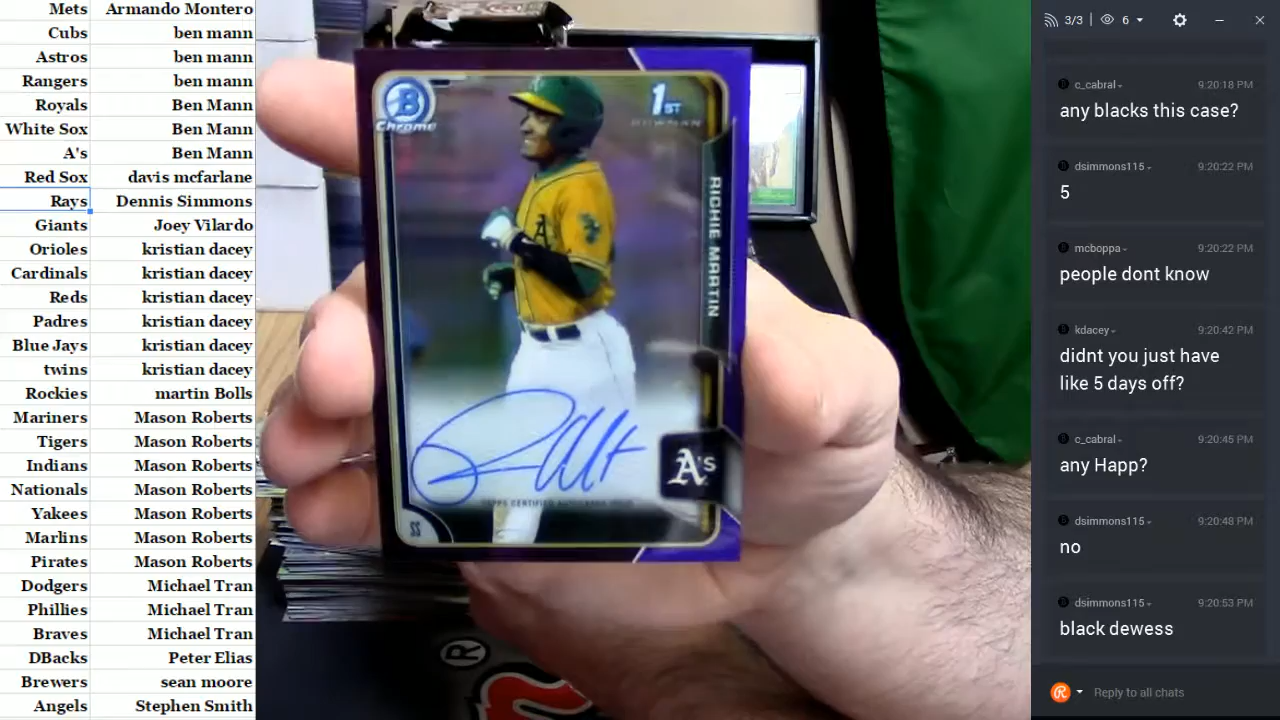 Mets Armando Montero
Cubs ben mann
Astros ben mann
Rangers ben mann
Royals Ben Mann
White Sox Ben Mann
A's Ben Mann
Red Sox davis mcfarlane
Rays Dennis Simmons
Giants Joey Vilardo
Orioles kristian dacey
Cardinals kristian dacey
Reds kristian dacey
Padres kristian dacey
Blue Jays kristian dacey
twins kristian dacey
Rockies martin Bolls
Mariners Mason Roberts
Tigers Mason Roberts
Indians Mason Roberts
Nationals Mason Roberts
Yakees Mason Roberts
Marlins Mason Roberts
Pirates Mason Roberts
Dodgers Michael Tran
Phillies Michael Tran
Braves Michael Tran
DBacks Peter Elias
Brewers sean moore
Angels Stephen Smith
B
Chrome
1ST
BOWMAN
A
RICHIE MARTIN
A's
TOPPS CERTIFIED AUTOGRAPH ISSUE
SS
®
3/3 6
c_cabral 9:20:18 PM
any blacks this case?
dsimmons115 9:20:22 PM
5
mcboppa 9:20:22 PM
people dont know
kdacey 9:20:42 PM
didnt you just have
like 5 days off?
c_cabral 9:20:45 PM
any Happ?
dsimmons115 9:20:48 PM
no
dsimmons115 9:20:53 PM
black dewess
Reply to all chats